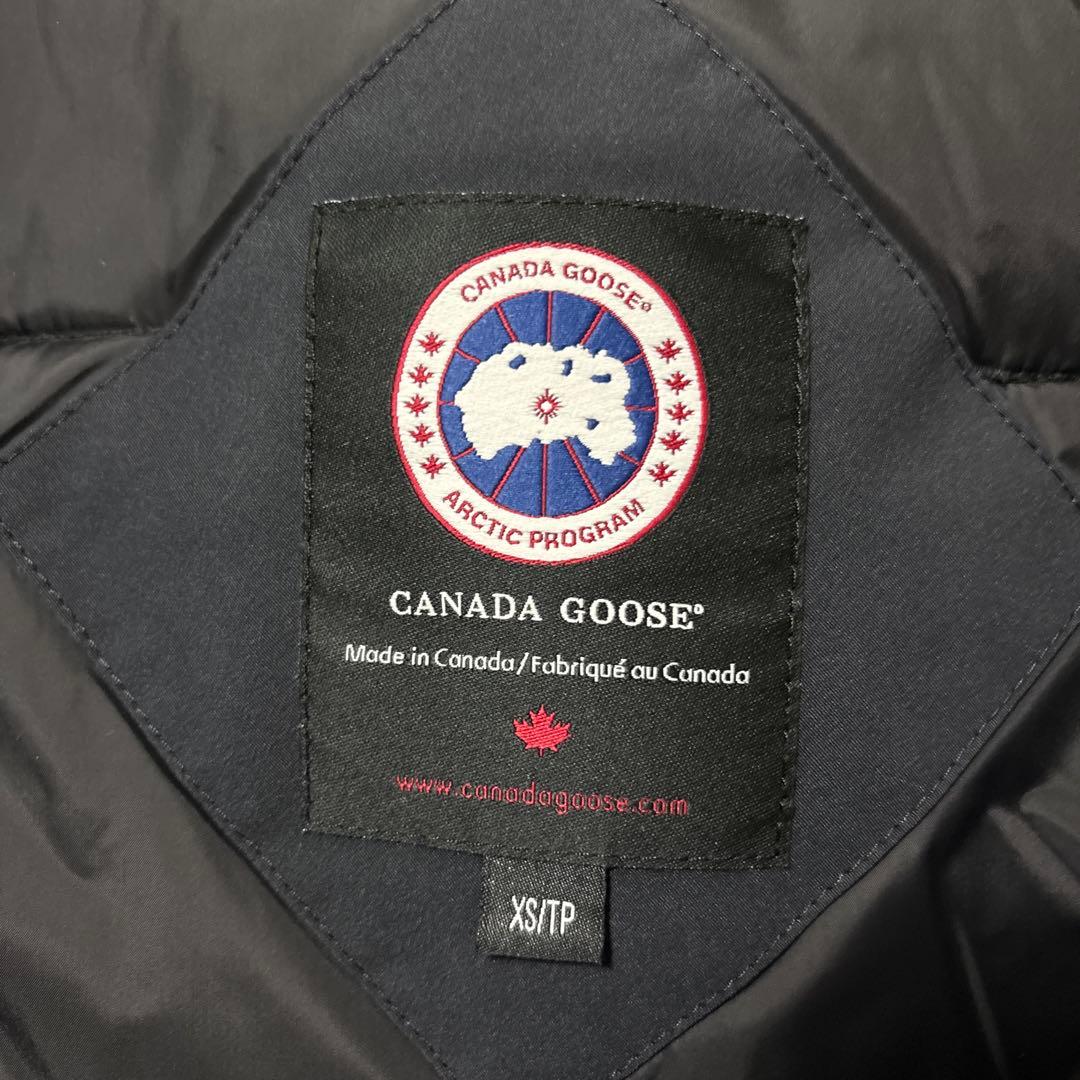 CANADA GOOSE®
ARCTIC PROGRAM
CANADA GOOSE®
Made in Canada/Fabriqué au Canada
www.canadagoose.com
XS/TP